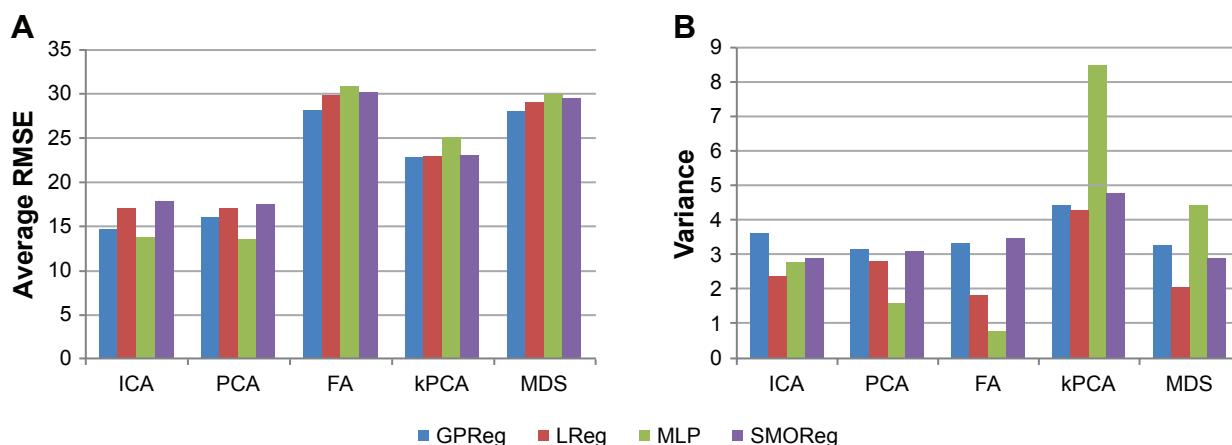 A
Average RMSE
35
30
25
20
15
10
5
0
ICA PCA FA kPCA MDS
B
Variance
9
8
7
6
5
4
3
2
1
0
ICA PCA FA kPCA MDS
GPReg LReg MLP SMOReg